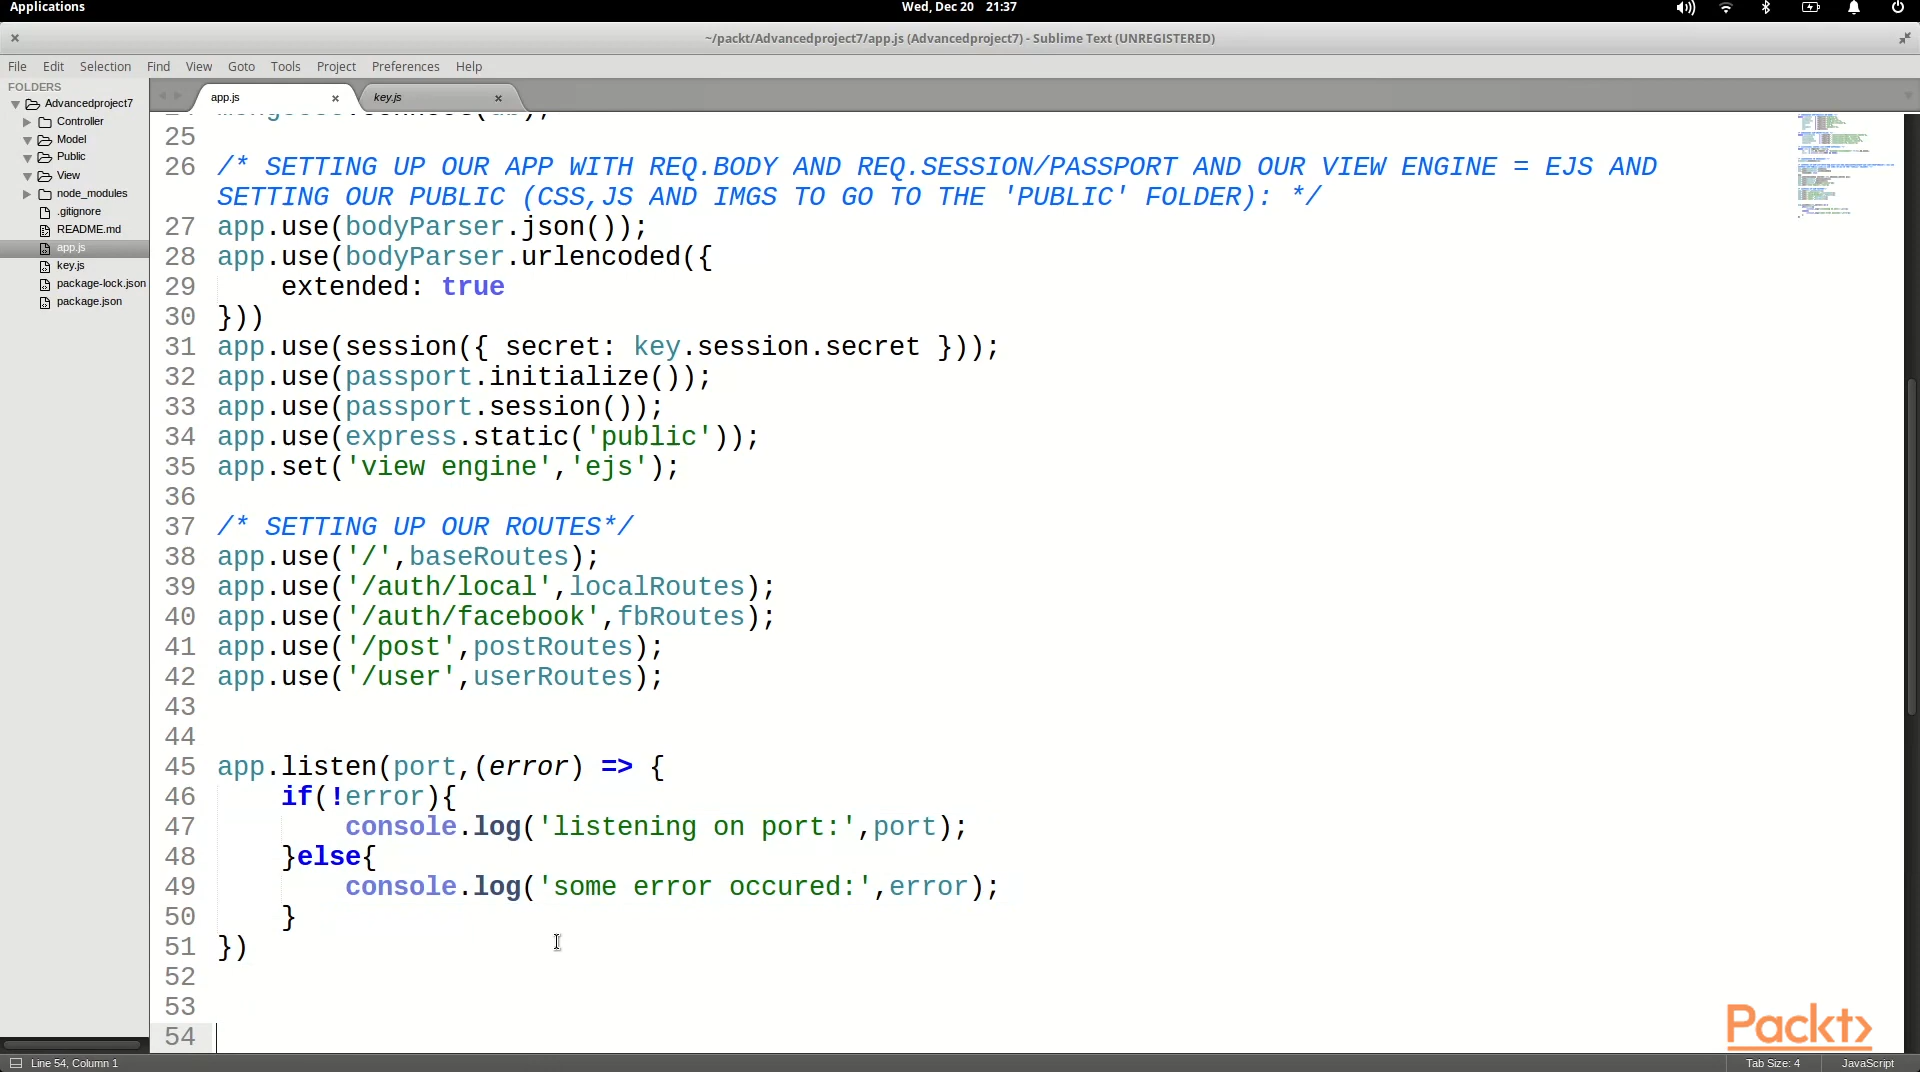 Applications
Wed, Dec 20 21:37
~/packt/Advancedproject7/app.js (Advancedproject7) - Sublime Text (UNREGISTERED)
File Edit Selection Find View Goto Tools Project Preferences Help
FOLDERS
Advancedproject7
Controller
Model
Public
View
node_modules
.gitignore
README.md
app.js
key.js
package-lock.json
package.json
app.js
key.js
25
26 /* SETTING UP OUR APP WITH REQ.BODY AND REQ.SESSION/PASSPORT AND OUR VIEW ENGINE = EJS AND
SETTING OUR PUBLIC (CSS,JS AND IMGS TO GO TO THE 'PUBLIC' FOLDER): */
27 app.use(bodyParser.json());
28 app.use(bodyParser.urlencoded({
29     extended: true
30 }))
31 app.use(session({ secret: key.session.secret }));
32 app.use(passport.initialize());
33 app.use(passport.session());
34 app.use(express.static('public'));
35 app.set('view engine','ejs');
36
37 /* SETTING UP OUR ROUTES*/
38 app.use('/',baseRoutes);
39 app.use('/auth/local',localRoutes);
40 app.use('/auth/facebook',fbRoutes);
41 app.use('/post',postRoutes);
42 app.use('/user',userRoutes);
43
44
45 app.listen(port,(error) => {
46     if(!error){
47         console.log('listening on port:',port);
48     }else{
49         console.log('some error occured:',error);
50     }
51 })
52
53
54
Packt>
Line 54, Column 1
Tab Size: 4
JavaScript